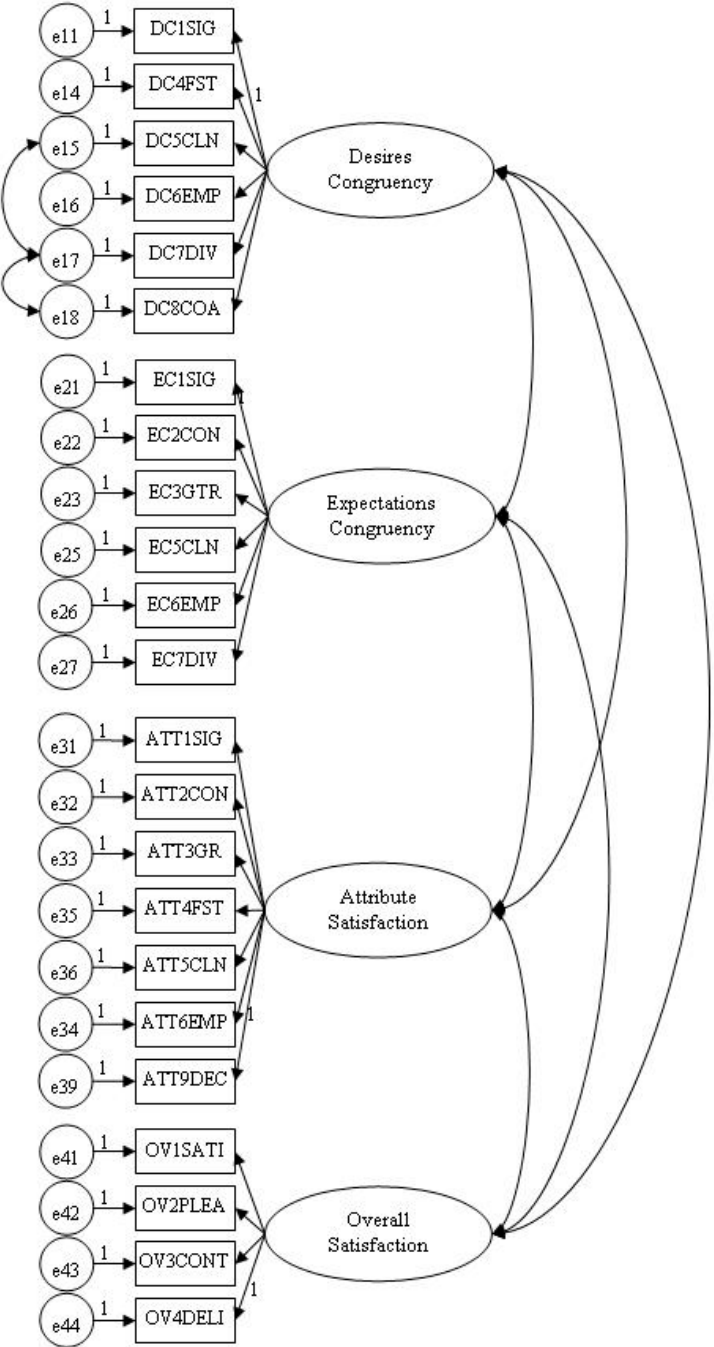 e11 1 DC1SIG
e14 1 DC4FST
1
e15 1 DC5CLN
Desires
Congruency
e16 1 DC6EMP
e17 1 DC7DIV
e18 1 DC8COA
e21 1 EC1SIG
1
e22 1 EC2CON
e23 1 EC3GTR
Expectations
Congruency
e25 1 EC5CLN
e26 1 EC6EMP
e27 1 EC7DIV
e31 1 ATT1SIG
e32 1 ATT2CON
e33 1 ATT3GR
e35 1 ATT4FST
Attribute
Satisfaction
e36 1 ATT5CLN
e34 1 ATT6EMP
1
e39 1 ATT9DEC
e41 1 OV1SATI
e42 1 OV2PLEA
Overall
Satisfaction
e43 1 OV3CONT
1
e44 1 OV4DELI